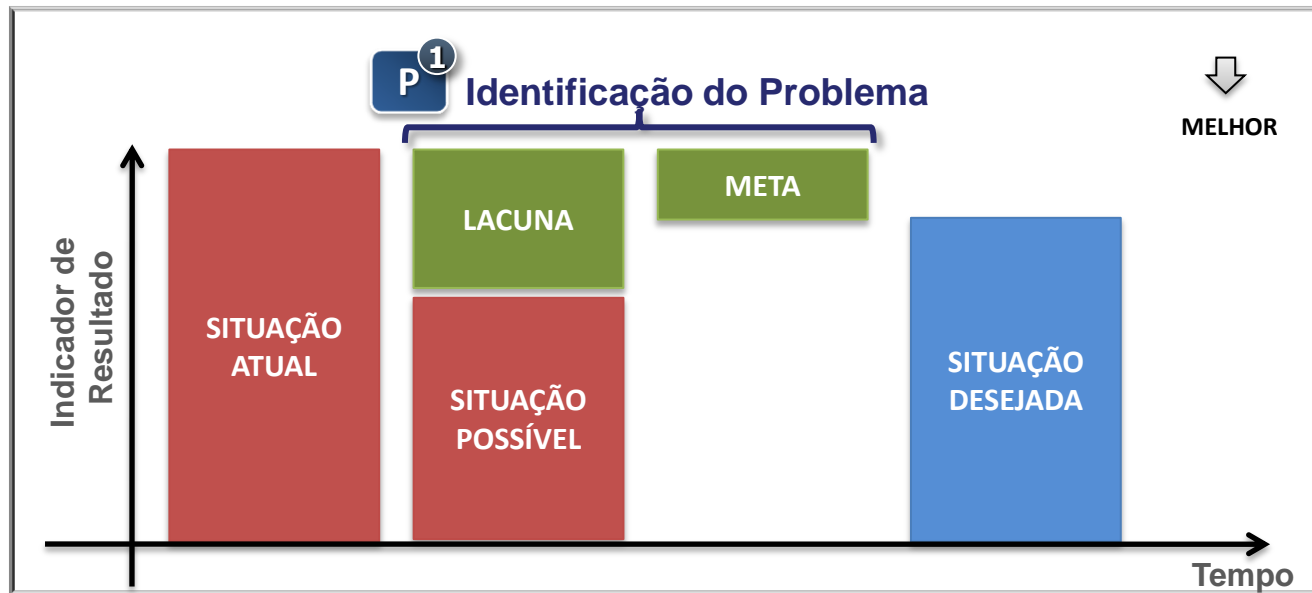 P
1
Identificação do Problema
MELHOR
Indicador de
Resultado
SITUAÇÃO
ATUAL
LACUNA
SITUAÇÃO
POSSÍVEL
META
SITUAÇÃO
DESEJADA
Tempo